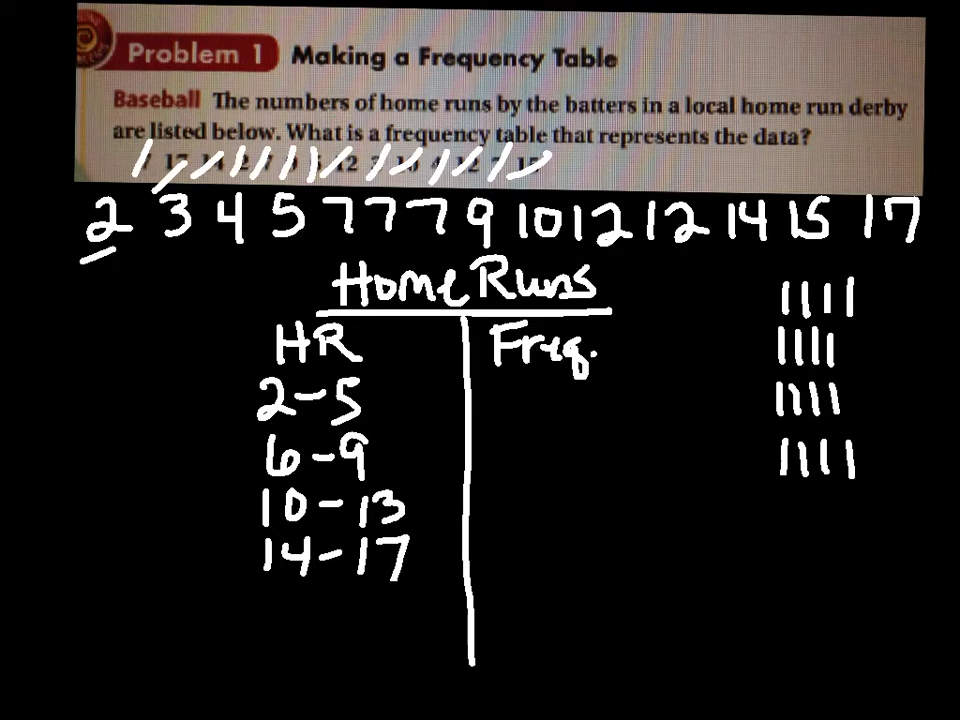 Problem 1 Making a Frequency Table
Baseball The numbers of home runs by the batters in a local home run derby
are listed below. What is a frequency table that represents the data?
2 3 4 5 7 7 7 9 10 12 12 14 15 17
Home Runs
HR Freq.
2-5
6-9
10-13
14-17